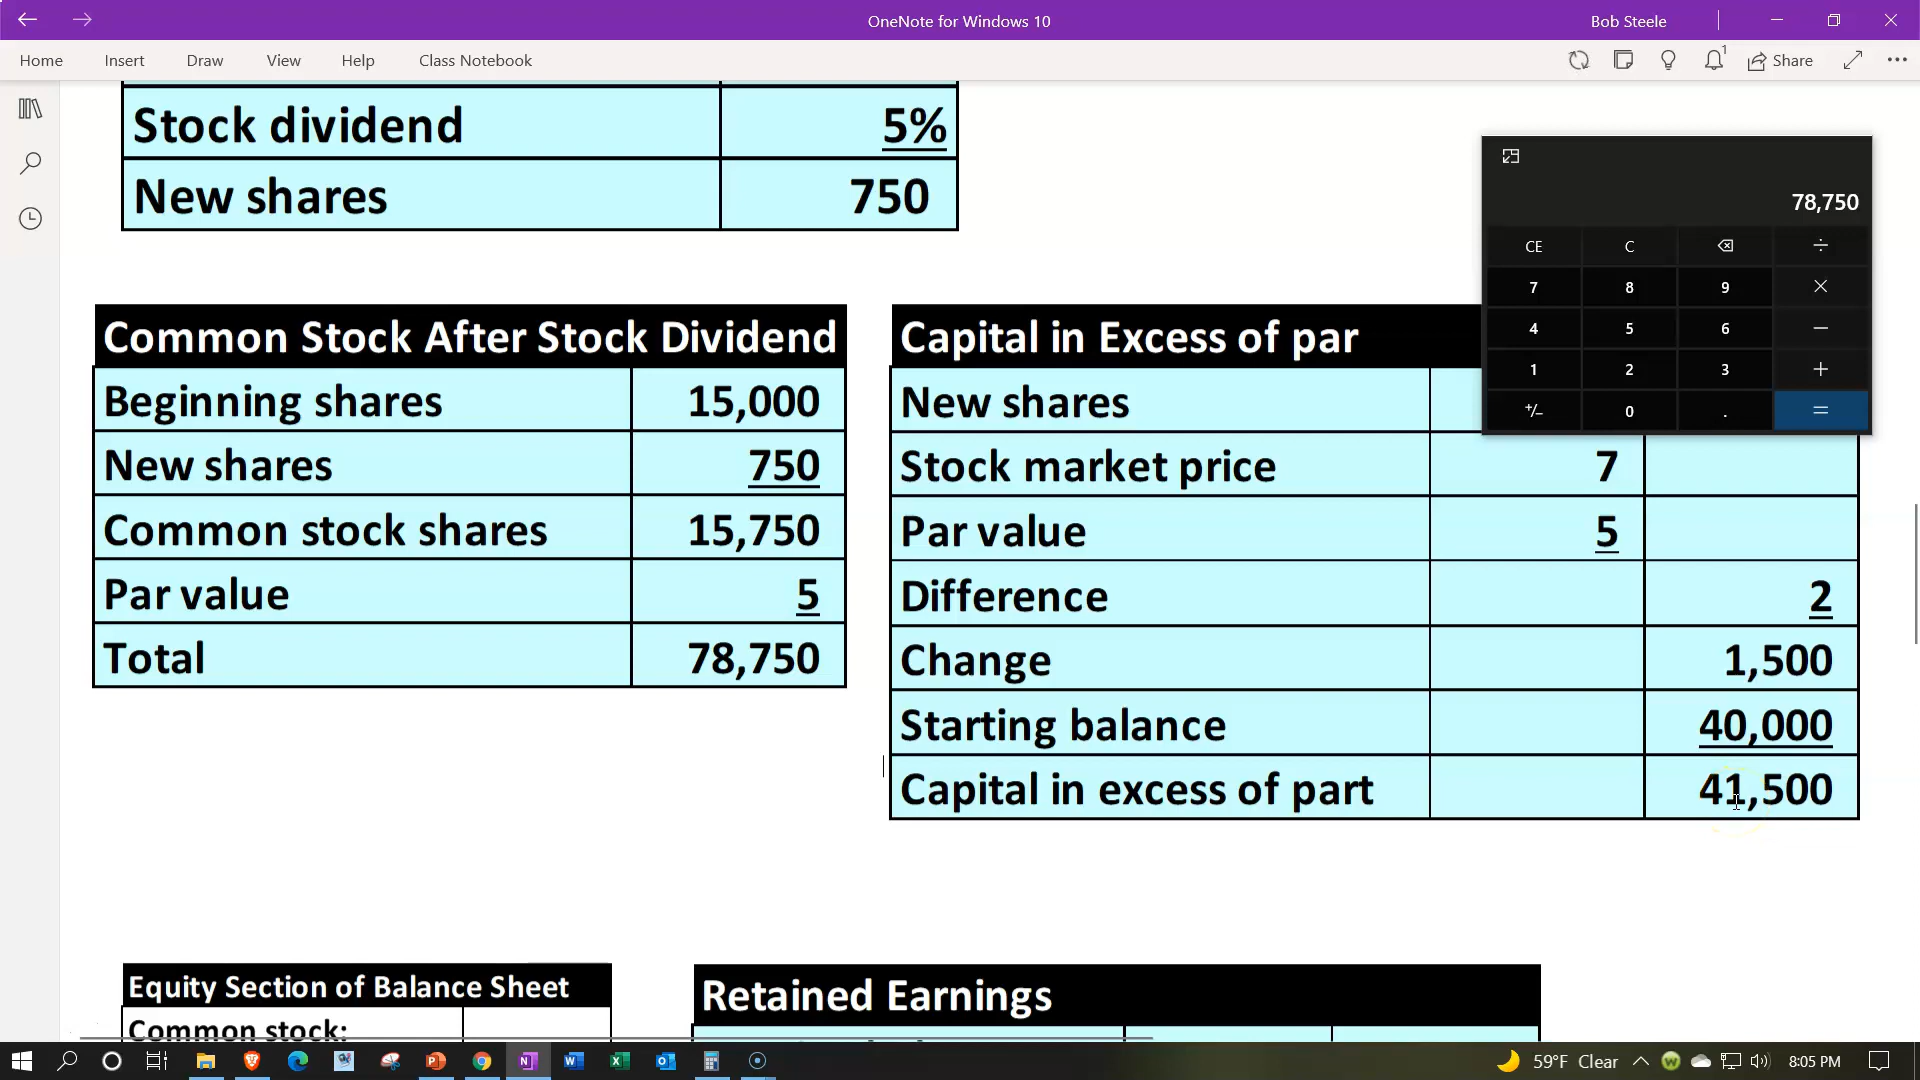 OneNote for Windows 10
Bob Steele
Home Insert Draw View Help Class Notebook
1
Share
Stock dividend 5%
New shares 750
78,750
CE C ÷
7 8 9 ×
4 5 6 −
1 2 3 +
+/− 0 . =
Common Stock After Stock Dividend
Beginning shares 15,000
New shares 750
Common stock shares 15,750
Par value 5
Total 78,750
Capital in Excess of par
New shares
Stock market price 7
Par value 5
Difference 2
Change 1,500
Starting balance 40,000
Capital in excess of part 41,500
Equity Section of Balance Sheet
Common stock:
Retained Earnings
59°F Clear
8:05 PM